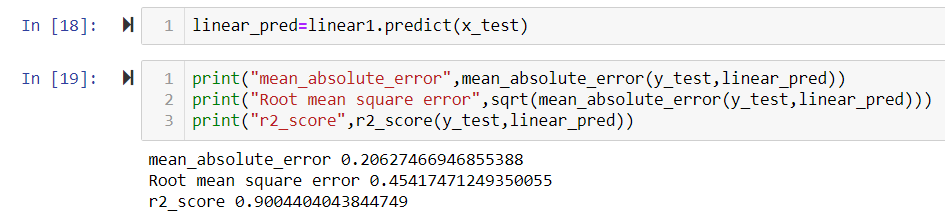 In [18]: 1 linear_pred=linear1.predict(x_test)
In [19]: 1 print("mean_absolute_error",mean_absolute_error(y_test,linear_pred))
2 print("Root mean square error",sqrt(mean_absolute_error(y_test,linear_pred)))
3 print("r2_score",r2_score(y_test,linear_pred))
mean_absolute_error 0.20627466946855388
Root mean square error 0.45417471249350055
r2_score 0.9004404043844749